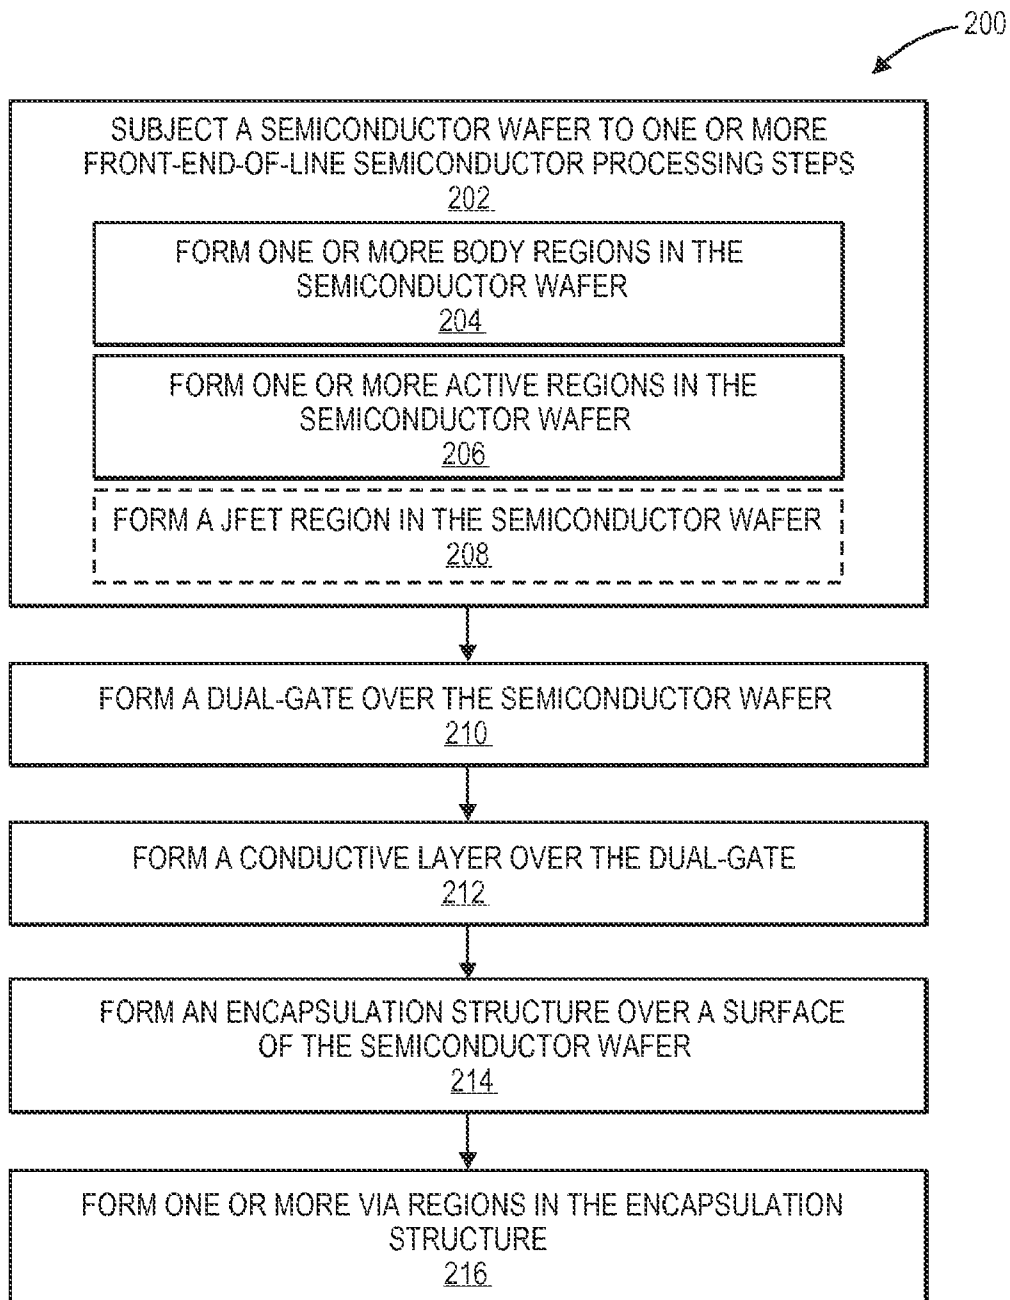 200
SUBJECT A SEMICONDUCTOR WAFER TO ONE OR MORE
FRONT-END-OF-LINE SEMICONDUCTOR PROCESSING STEPS
202
FORM ONE OR MORE BODY REGIONS IN THE
SEMICONDUCTOR WAFER
204
FORM ONE OR MORE ACTIVE REGIONS IN THE
SEMICONDUCTOR WAFER
206
FORM A JFET REGION IN THE SEMICONDUCTOR WAFER
208
FORM A DUAL-GATE OVER THE SEMICONDUCTOR WAFER
210
FORM A CONDUCTIVE LAYER OVER THE DUAL-GATE
212
FORM AN ENCAPSULATION STRUCTURE OVER A SURFACE
OF THE SEMICONDUCTOR WAFER
214
FORM ONE OR MORE VIA REGIONS IN THE ENCAPSULATION
STRUCTURE
216